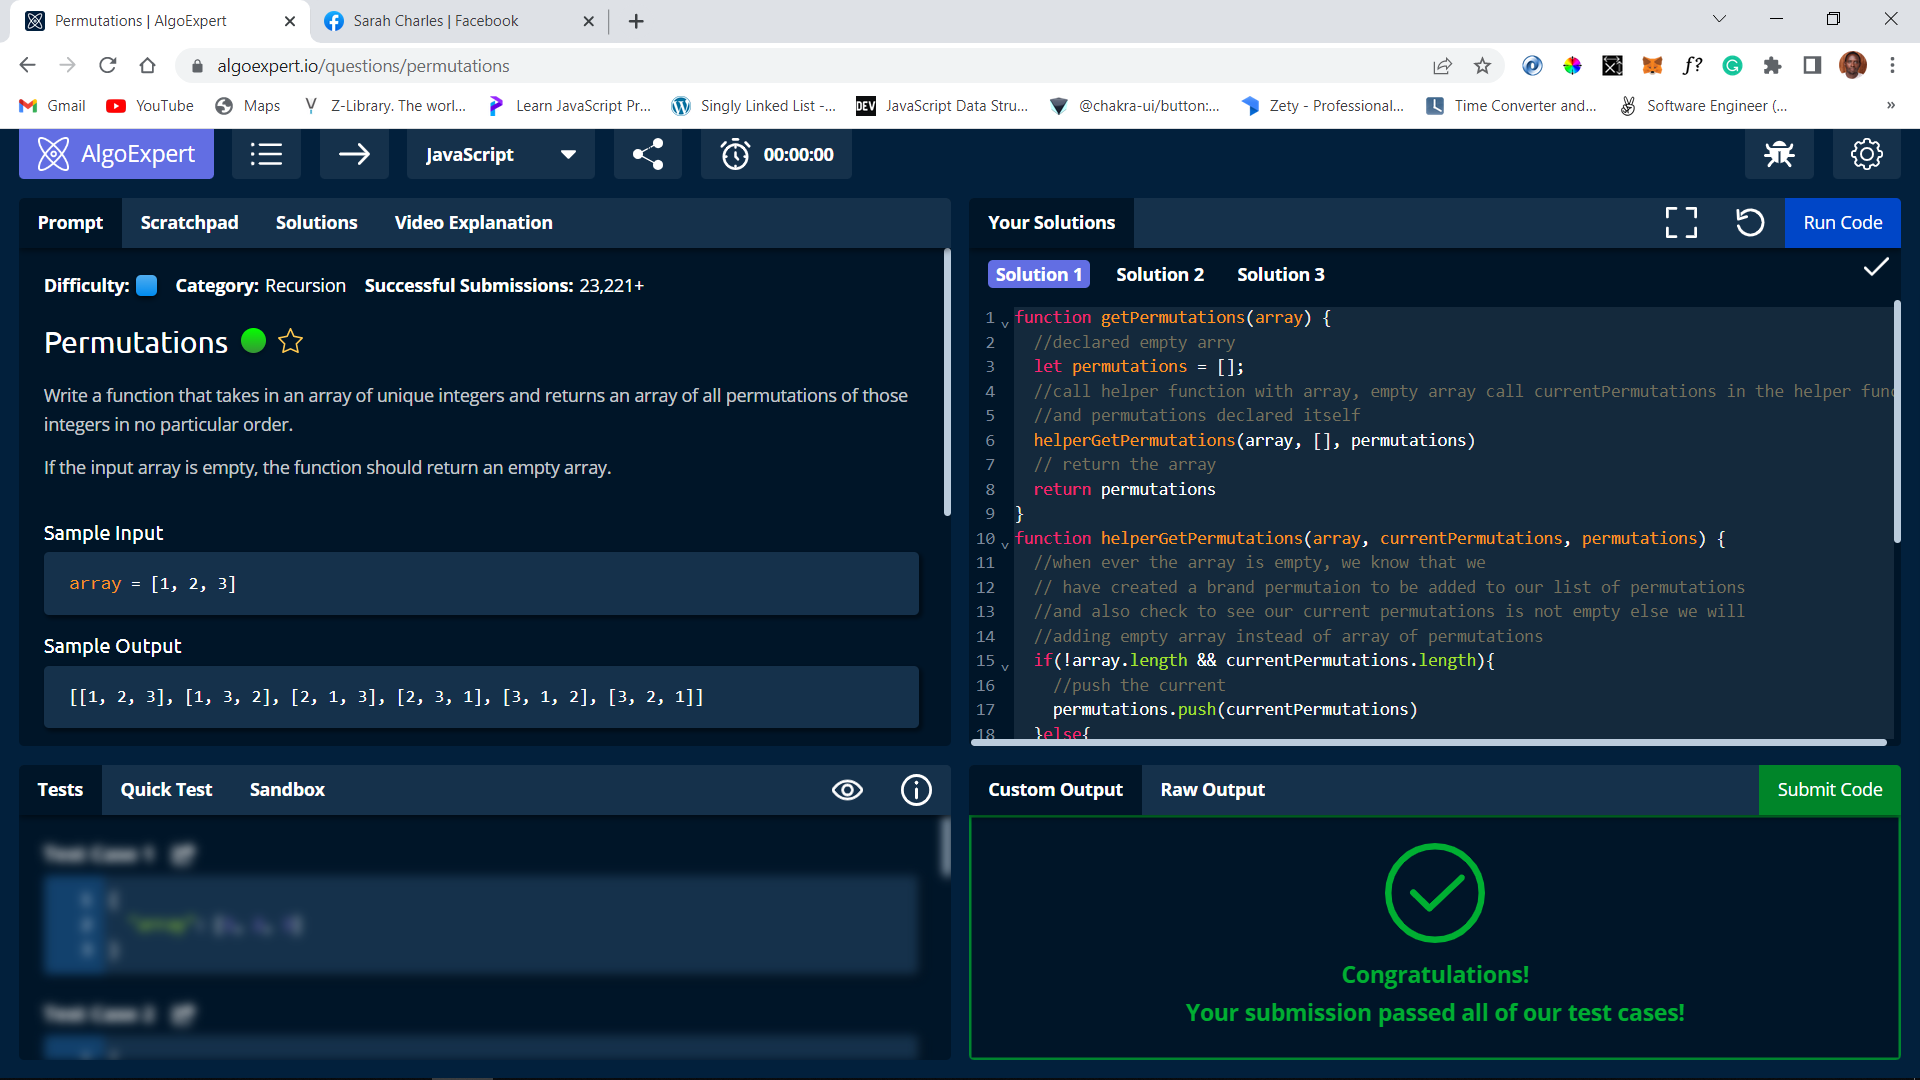 Permutations | AlgoExpert
Sarah Charles | Facebook
algoexpert.io/questions/permutations
f?
Gmail
YouTube
Maps
Z-Library. The worl...
Learn JavaScript Pr...
Singly Linked List -...
DEV
JavaScript Data Stru...
@chakra-ui/button:...
Zety - Professional...
Time Converter and...
Software Engineer (...
»
AlgoExpert
JavaScript
00:00:00
Prompt
Scratchpad
Solutions
Video Explanation
Difficulty:
Category: Recursion
Successful Submissions: 23,221+
Permutations
Write a function that takes in an array of unique integers and returns an array of all permutations of those
integers in no particular order.
If the input array is empty, the function should return an empty array.
Sample Input
array = [1, 2, 3]
Sample Output
[[1, 2, 3], [1, 3, 2], [2, 1, 3], [2, 3, 1], [3, 1, 2], [3, 2, 1]]
Your Solutions
Run Code
Solution 1
Solution 2
Solution 3
1 function getPermutations(array) {
2 //declared empty arry
3 let permutations = [];
4 //call helper function with array, empty array call currentPermutations in the helper fun
5 //and permutations declared itself
6 helperGetPermutations(array, [], permutations)
7 // return the array
8 return permutations
9 }
10 function helperGetPermutations(array, currentPermutations, permutations) {
11 //when ever the array is empty, we know that we
12 // have created a brand permutaion to be added to our list of permutations
13 //and also check to see our current permutations is not empty else we will
14 //adding empty array instead of array of permutations
15 if(!array.length && currentPermutations.length){
16 //push the current
17 permutations.push(currentPermutations)
18 }else{
Tests
Quick Test
Sandbox
Test Case 1
Test Case 2
Custom Output
Raw Output
Submit Code
Congratulations!
Your submission passed all of our test cases!